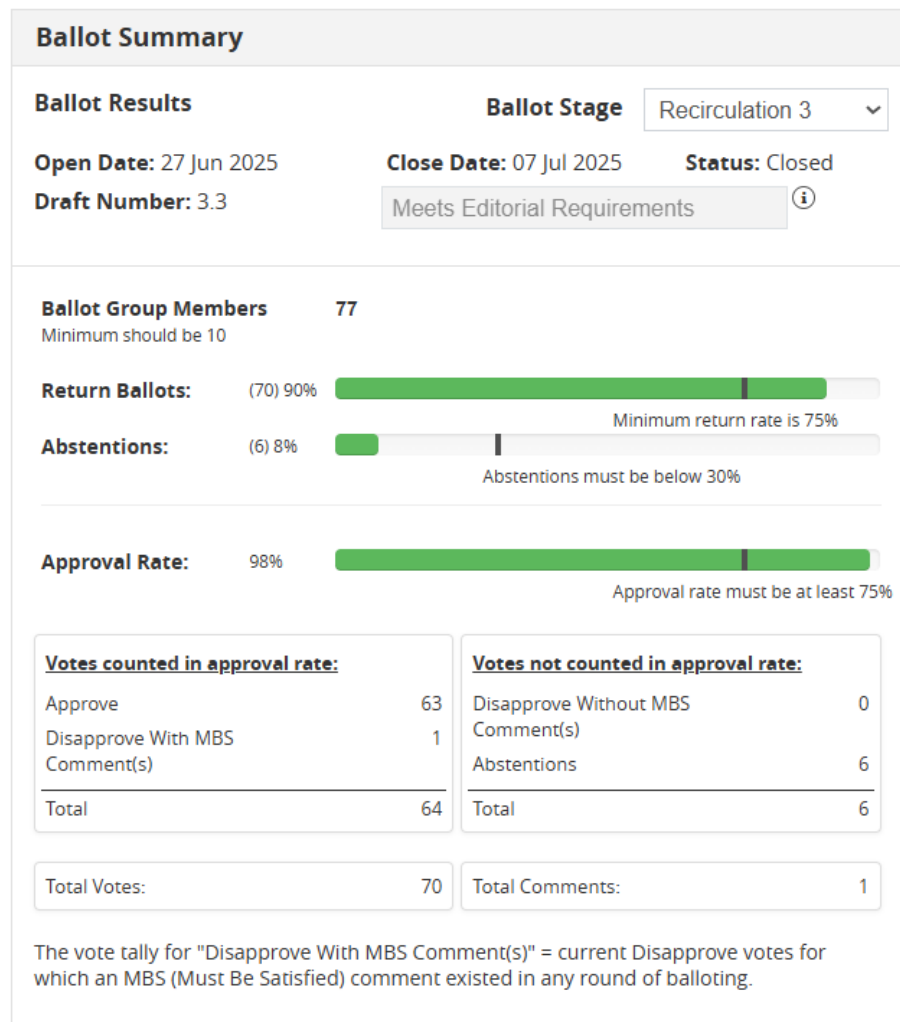 Ballot Summary
Ballot Results
Ballot Stage Recirculation 3
Open Date: 27 Jun 2025 Close Date: 07 Jul 2025 Status: Closed
Draft Number: 3.3 Meets Editorial Requirements i
Ballot Group Members 77
Minimum should be 10
Return Ballots: (70) 90%
Minimum return rate is 75%
Abstentions: (6) 8%
Abstentions must be below 30%
Approval Rate: 98%
Approval rate must be at least 75%
Votes counted in approval rate:
Approve 63
Disapprove With MBS 1
Comment(s)
Total 64
Votes not counted in approval rate:
Disapprove Without MBS 0
Comment(s)
Abstentions 6
Total 6
Total Votes: 70
Total Comments: 1
The vote tally for "Disapprove With MBS Comment(s)" = current Disapprove votes for
which an MBS (Must Be Satisfied) comment existed in any round of balloting.